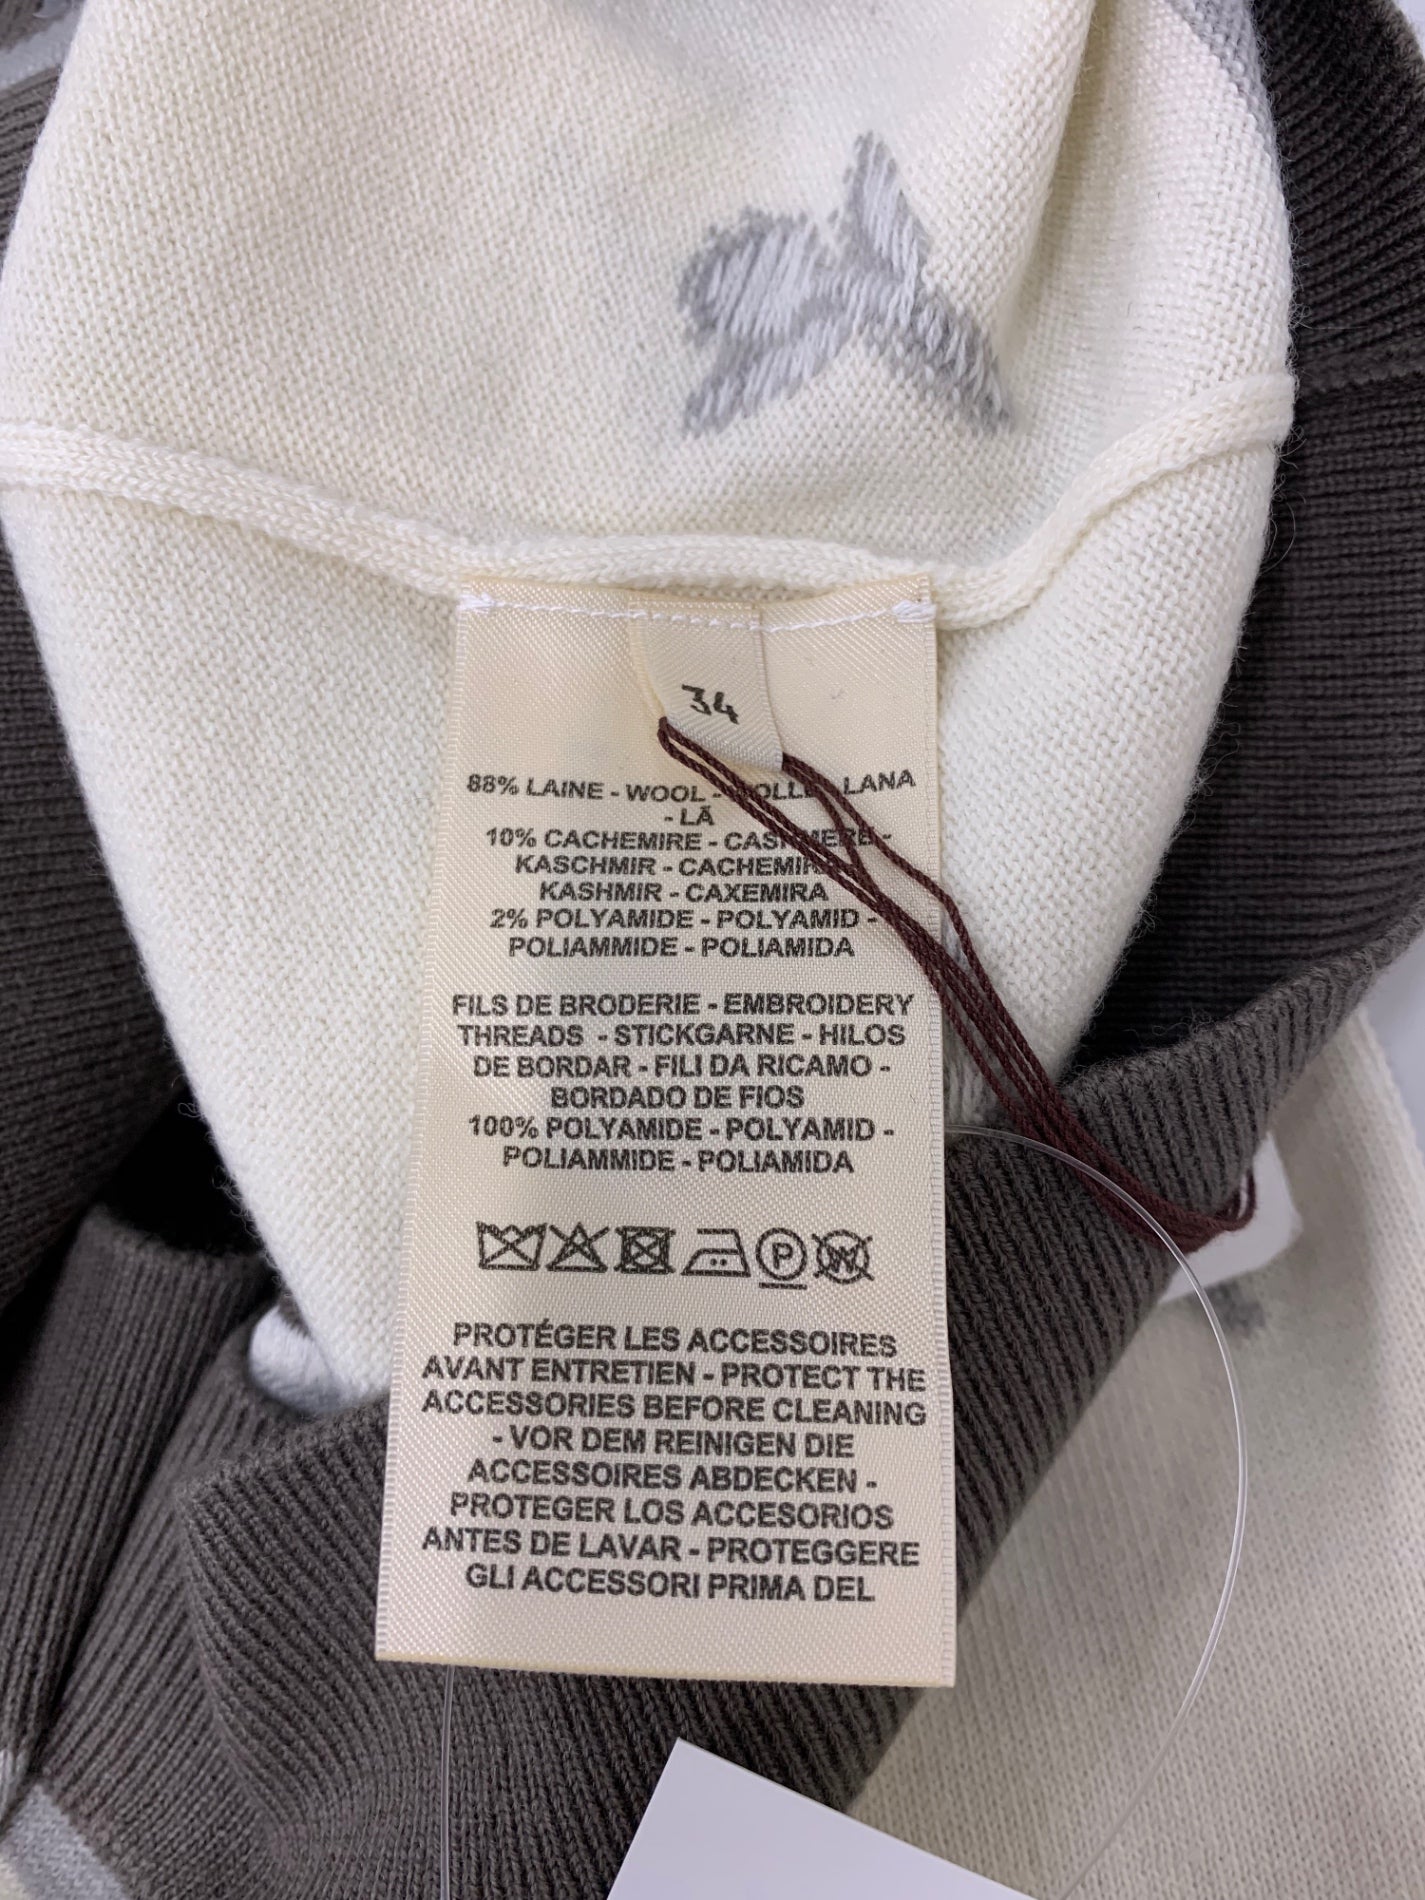 34
88% LAINE - WOOL - LANA
- LÃ
10% CACHEMIRE - CASHMERE -
KASCHMIR - CACHEMIR
KASHMIR - CAXEMIRA
2% POLYAMIDE - POLYAMID -
POLIAMMIDE - POLIAMIDA
FILS DE BRODERIE - EMBROIDERY
THREADS - STICKGARNE - HILOS
DE BORDAR - FILI DA RICAMO -
BORDADO DE FIOS
100% POLYAMIDE - POLYAMID -
POLIAMMIDE - POLIAMIDA
P W
PROTÉGER LES ACCESSOIRES
AVANT ENTRETIEN - PROTECT THE
ACCESSORIES BEFORE CLEANING
- VOR DEM REINIGEN DIE
ACCESSOIRES ABDECKEN -
PROTEGER LOS ACCESORIOS
ANTES DE LAVAR - PROTEGGERE
GLI ACCESSORI PRIMA DEL